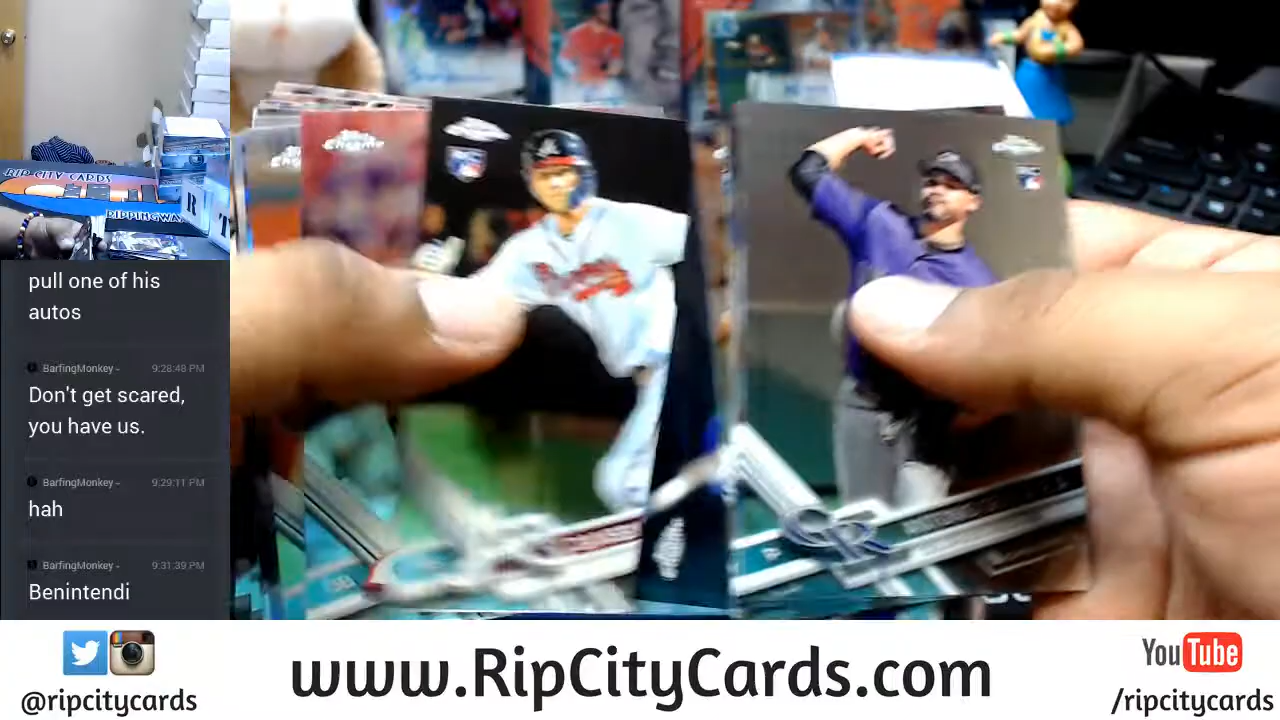 RIP CITY CARDS
pull one of his
autos
BarfingMonkey - 9:28:48 PM
Don't get scared,
you have us.
BarfingMonkey - 9:29:11 PM
hah
BarfingMonkey - 9:31:39 PM
Benintendi
Topps
Chrome
CR
@ripcitycards
www.RipCityCards.com
YouTube
/ripcitycards